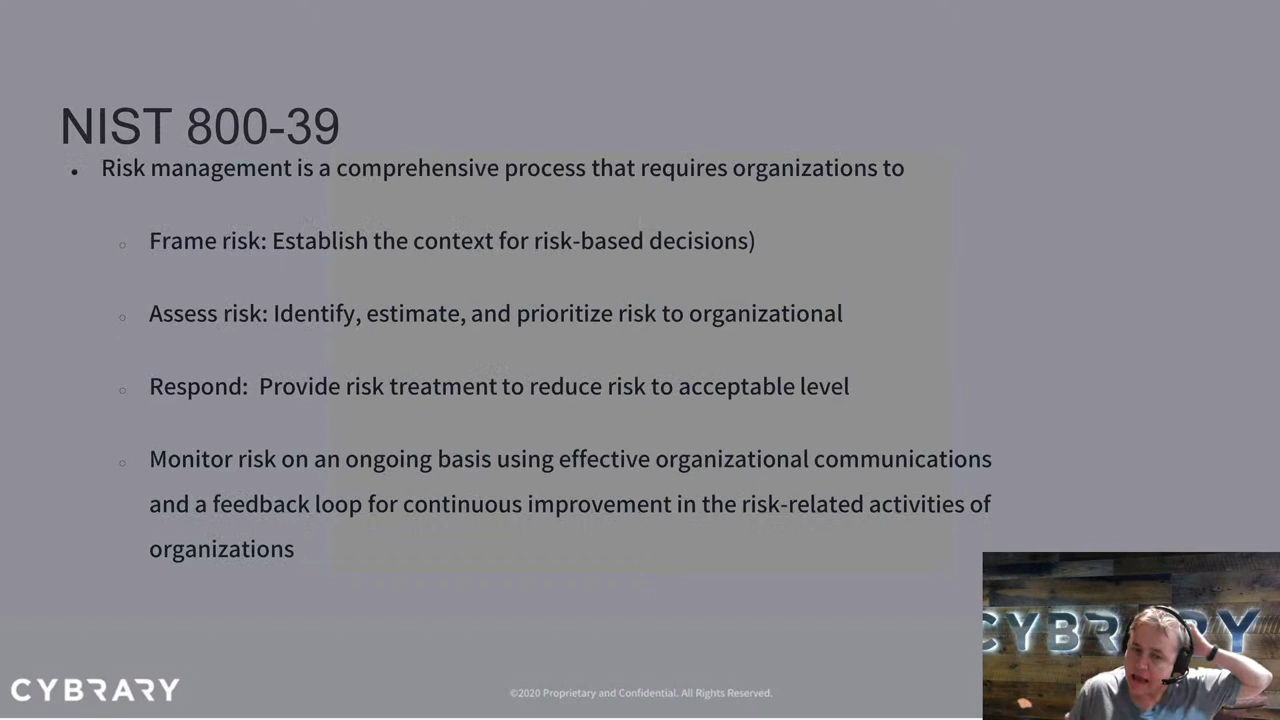 NIST 800-39
• Risk management is a comprehensive process that requires organizations to
○ Frame risk: Establish the context for risk-based decisions)
○ Assess risk: Identify, estimate, and prioritize risk to organizational
○ Respond:  Provide risk treatment to reduce risk to acceptable level
○ Monitor risk on an ongoing basis using effective organizational communications
and a feedback loop for continuous improvement in the risk-related activities of
organizations
CYBRARY
CYBRARY
©2020 Proprietary and Confidential. All Rights Reserved.